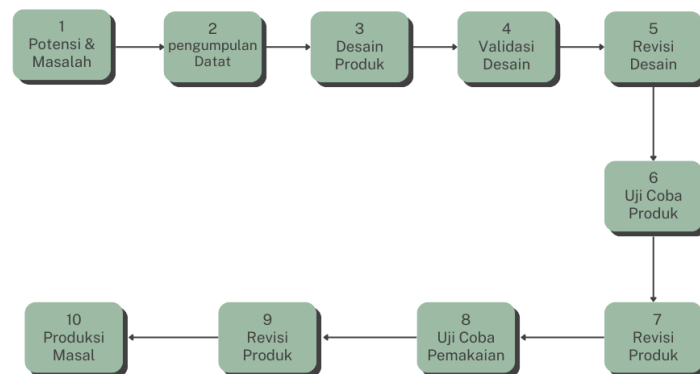 1
Potensi &
Masalah
2
pengumpulan
Datat
3
Desain
Produk
4
Validasi
Desain
5
Revisi
Desain
6
Uji Coba
Produk
7
Revisi
Produk
8
Uji Coba
Pemakaian
9
Revisi
Produk
10
Produksi
Masal